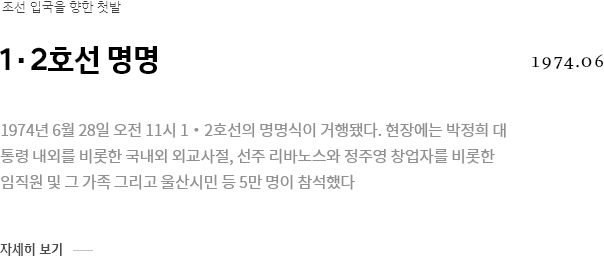 조선 입국을 향한 첫발
1·2호선 명명
1974.06
1974년 6월 28일 오전 11시 1·2호선의 명명식이 거행됐다. 현장에는 박정희 대
통령 내외를 비롯한 국내외 외교사절, 선주 리바노스와 정주영 창업자를 비롯한
임직원 및 그 가족 그리고 울산시민 등 5만 명이 참석했다
자세히 보기